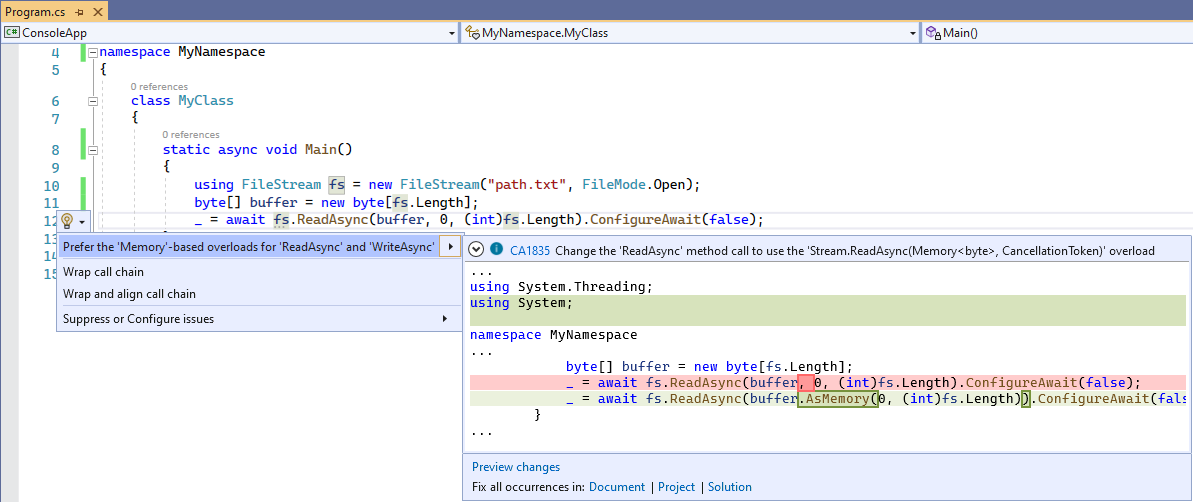 Program.cs
ConsoleApp
MyNamespace.MyClass
Main()
4 namespace MyNamespace
5 {
0 references
6 class MyClass
7 {
0 references
8 static async void Main()
9 {
10 using FileStream fs = new FileStream("path.txt", FileMode.Open);
11 byte[] buffer = new byte[fs.Length];
12 _ = await fs.ReadAsync(buffer, 0, (int)fs.Length).ConfigureAwait(false);
13
14
15
Prefer the 'Memory'-based overloads for 'ReadAsync' and 'WriteAsync'
Wrap call chain
Wrap and align call chain
Suppress or Configure issues
CA1835 Change the 'ReadAsync' method call to use the 'Stream.ReadAsync(Memory<byte>, CancellationToken)' overload
...
using System.Threading;
using System;
namespace MyNamespace
...
byte[] buffer = new byte[fs.Length];
_ = await fs.ReadAsync(buffer, 0, (int)fs.Length).ConfigureAwait(false);
_ = await fs.ReadAsync(buffer.AsMemory(0, (int)fs.Length)).ConfigureAwait(fals
}
...
Preview changes
Fix all occurrences in: Document | Project | Solution